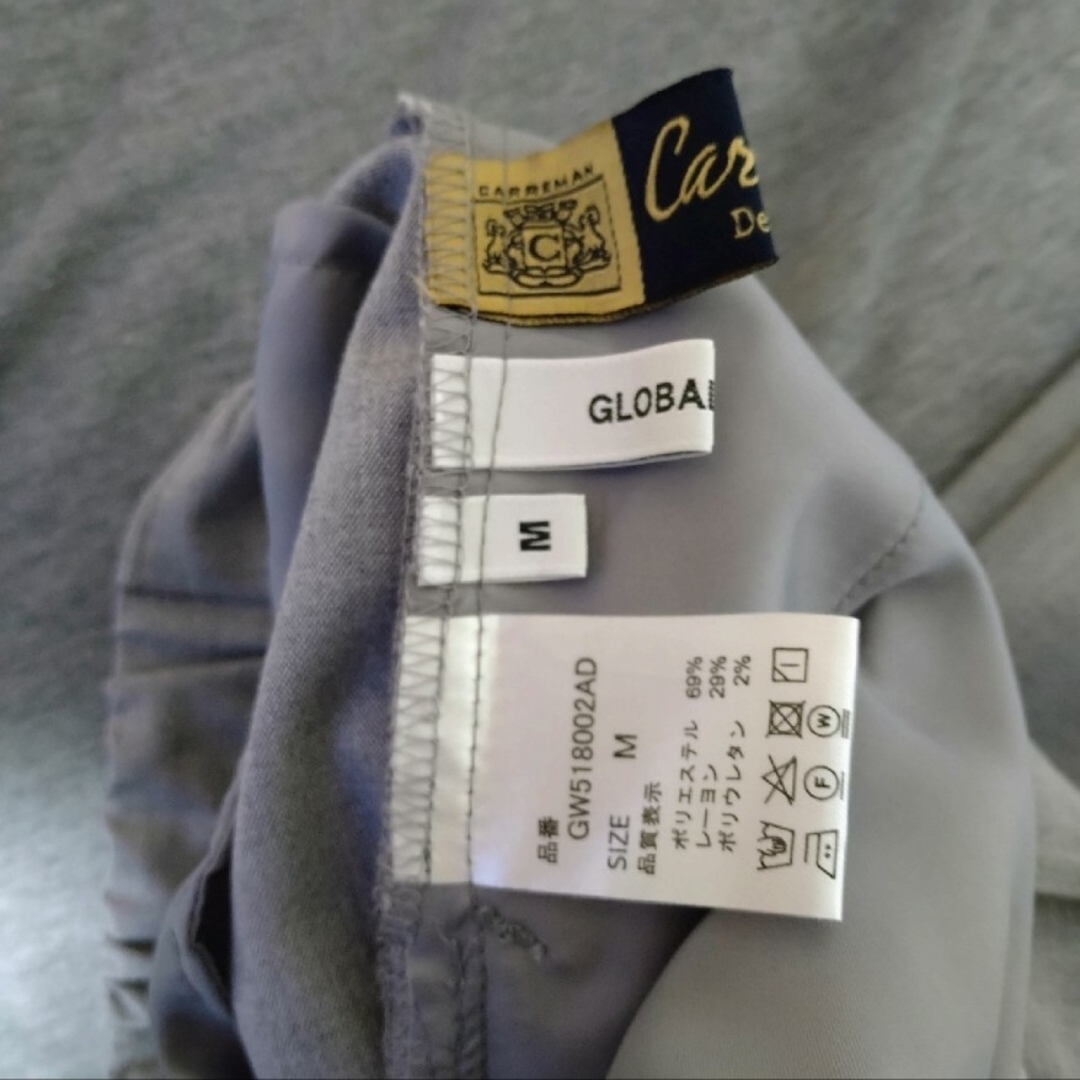 CARREMAN
C
Car
De
GLOBAL
M
品番
GW518002AD
SIZE M
品質表示
ポリエステル 69%
レーヨン 29%
ポリウレタン 2%
W
F